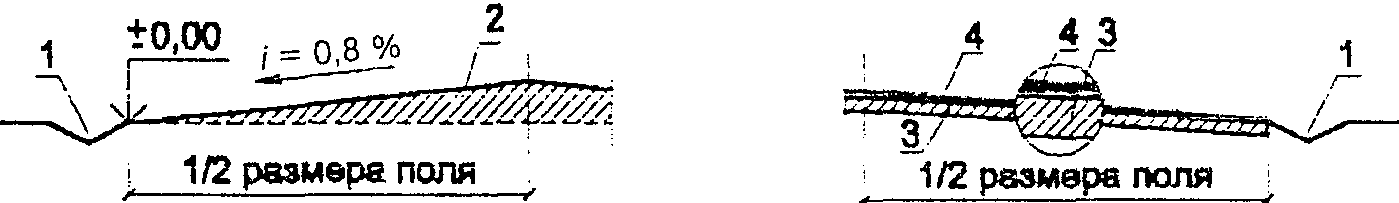 1
±0,00
i = 0,8 %
2
1/2 размера поля
4
4
3
1
3
1/2 размера поля